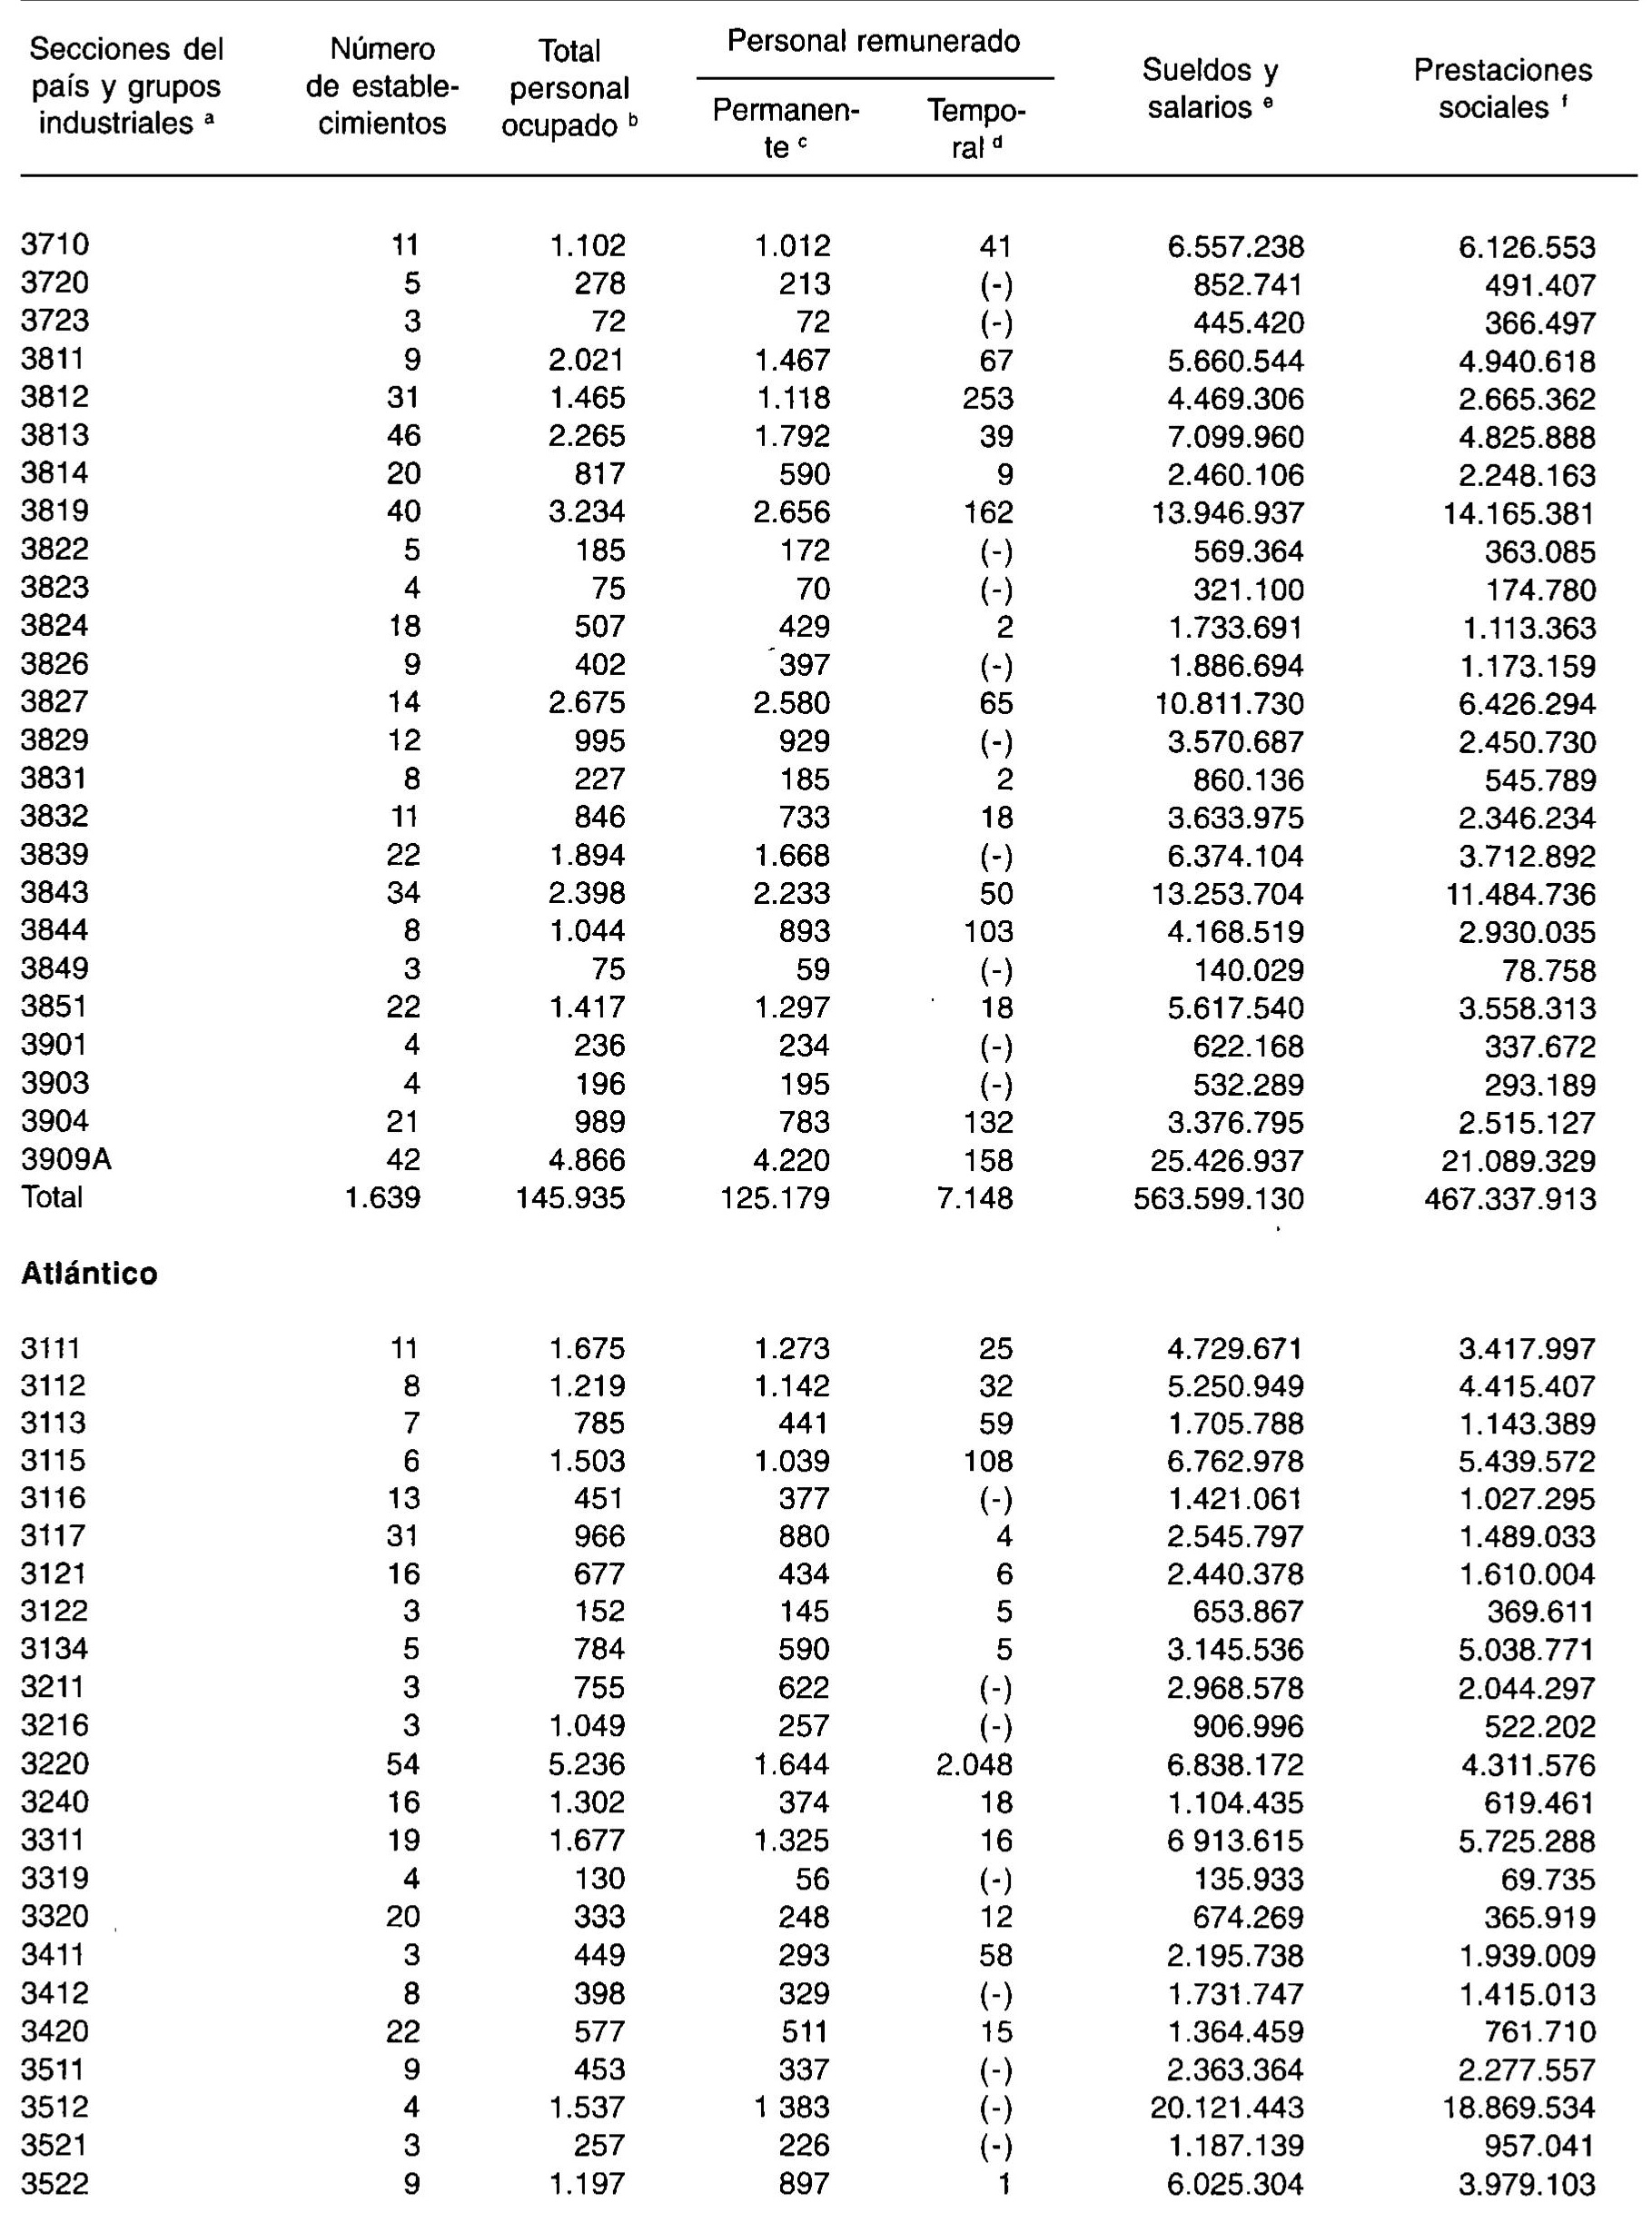 Secciones del país y grupos industriales a Número de estable-cimientos Total personal ocupado b Personal remunerado Permanen-te c Tempo-ral d Sueldos y salarios e Prestaciones sociales f
3710 11 1.102 1.012 41 6.557.238 6.126.553
3720 5 278 213 (-) 852.741 491.407
3723 3 72 72 (-) 445.420 366.497
3811 9 2.021 1.467 67 5.660.544 4.940.618
3812 31 1.465 1.118 253 4.469.306 2.665.362
3813 46 2.265 1.792 39 7.099.960 4.825.888
3814 20 817 590 9 2.460.106 2.248.163
3819 40 3.234 2.656 162 13.946.937 14.165.381
3822 5 185 172 (-) 569.364 363.085
3823 4 75 70 (-) 321.100 174.780
3824 18 507 429 2 1.733.691 1.113.363
3826 9 402 397 (-) 1.886.694 1.173.159
3827 14 2.675 2.580 65 10.811.730 6.426.294
3829 12 995 929 (-) 3.570.687 2.450.730
3831 8 227 185 2 860.136 545.789
3832 11 846 733 18 3.633.975 2.346.234
3839 22 1.894 1.668 (-) 6.374.104 3.712.892
3843 34 2.398 2.233 50 13.253.704 11.484.736
3844 8 1.044 893 103 4.168.519 2.930.035
3849 3 75 59 (-) 140.029 78.758
3851 22 1.417 1.297 18 5.617.540 3.558.313
3901 4 236 234 (-) 622.168 337.672
3903 4 196 195 (-) 532.289 293.189
3904 21 989 783 132 3.376.795 2.515.127
3909A 42 4.866 4.220 158 25.426.937 21.089.329
Total 1.639 145.935 125.179 7.148 563.599.130 467.337.913
Atlántico
3111 11 1.675 1.273 25 4.729.671 3.417.997
3112 8 1.219 1.142 32 5.250.949 4.415.407
3113 7 785 441 59 1.705.788 1.143.389
3115 6 1.503 1.039 108 6.762.978 5.439.572
3116 13 451 377 (-) 1.421.061 1.027.295
3117 31 966 880 4 2.545.797 1.489.033
3121 16 677 434 6 2.440.378 1.610.004
3122 3 152 145 5 653.867 369.611
3134 5 784 590 5 3.145.536 5.038.771
3211 3 755 622 (-) 2.968.578 2.044.297
3216 3 1.049 257 (-) 906.996 522.202
3220 54 5.236 1.644 2.048 6.838.172 4.311.576
3240 16 1.302 374 18 1.104.435 619.461
3311 19 1.677 1.325 16 6 913.615 5.725.288
3319 4 130 56 (-) 135.933 69.735
3320 20 333 248 12 674.269 365.919
3411 3 449 293 58 2.195.738 1.939.009
3412 8 398 329 (-) 1.731.747 1.415.013
3420 22 577 511 15 1.364.459 761.710
3511 9 453 337 (-) 2.363.364 2.277.557
3512 4 1.537 1 383 (-) 20.121.443 18.869.534
3521 3 257 226 (-) 1.187.139 957.041
3522 9 1.197 897 1 6.025.304 3.979.103